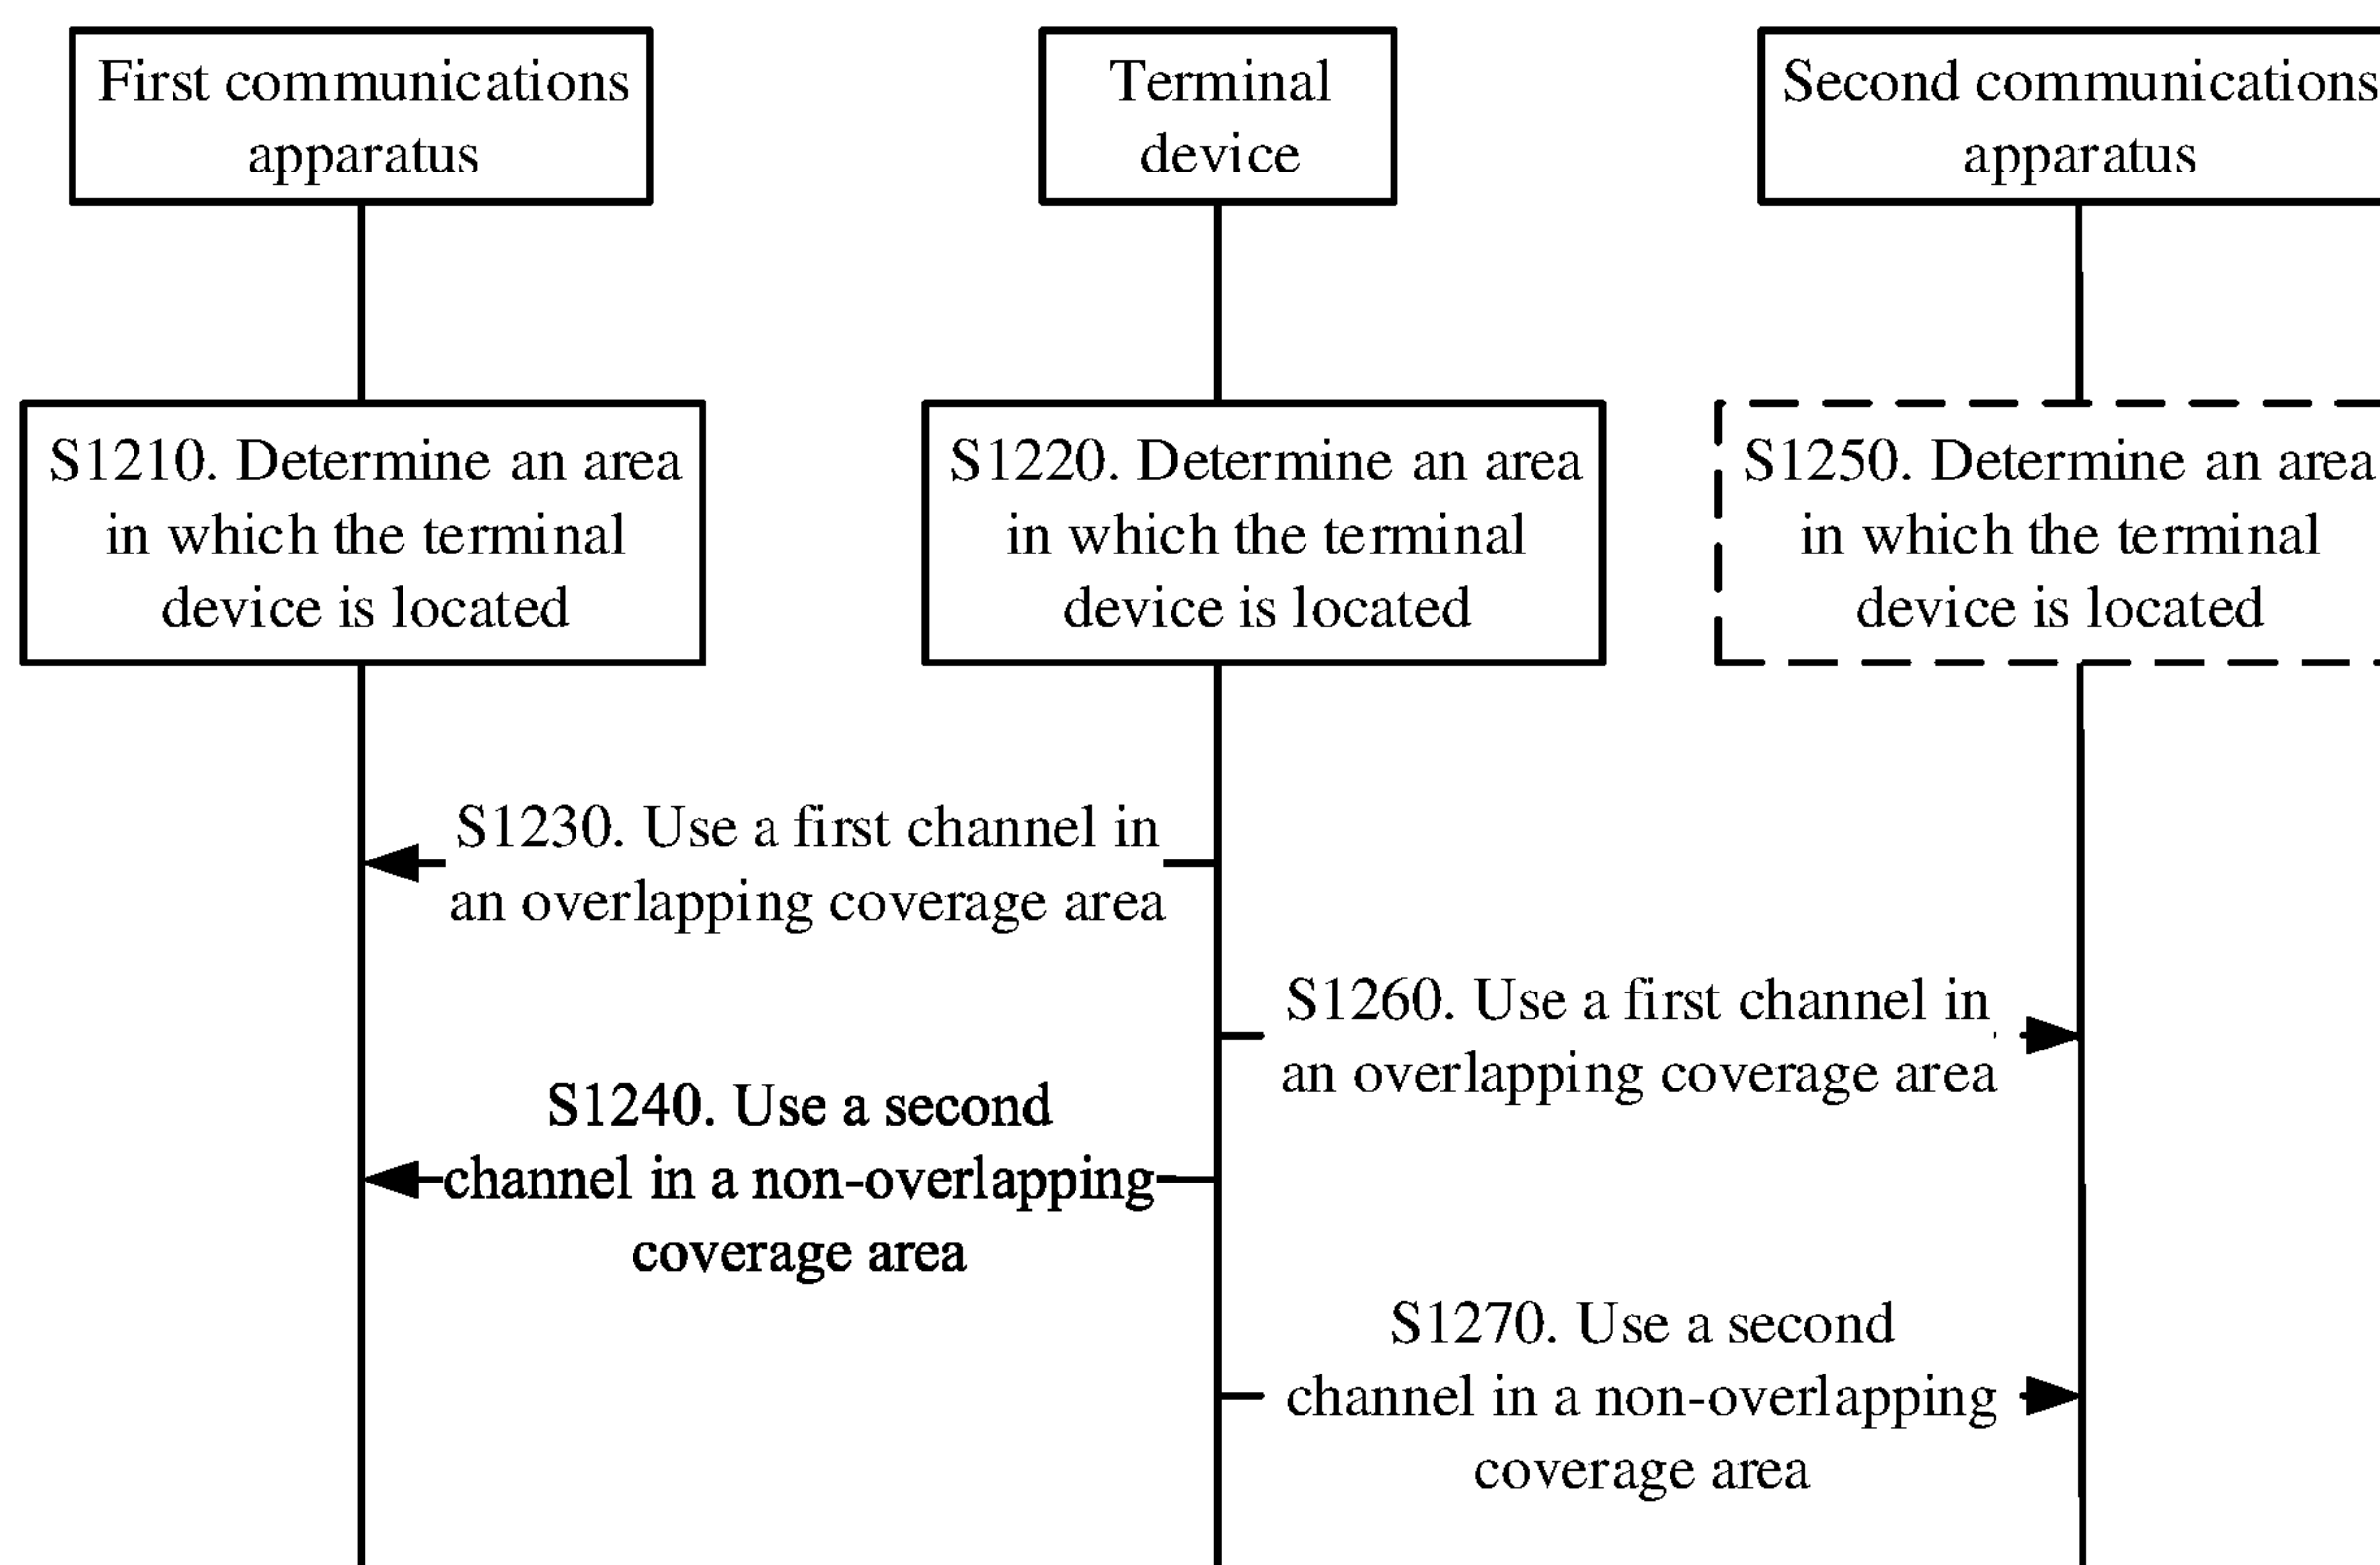 First communications
apparatus
Terminal
device
Second communications
apparatus
S1210. Determine an area
in which the terminal
device is located
S1220. Determine an area
in which the terminal
device is located
S1250. Determine an area
in which the terminal
device is located
S1230. Use a first channel in
an overlapping coverage area
S1260. Use a first channel in
an overlapping coverage area
S1240. Use a second
channel in a non-overlapping
coverage area
S1270. Use a second
channel in a non-overlapping
coverage area